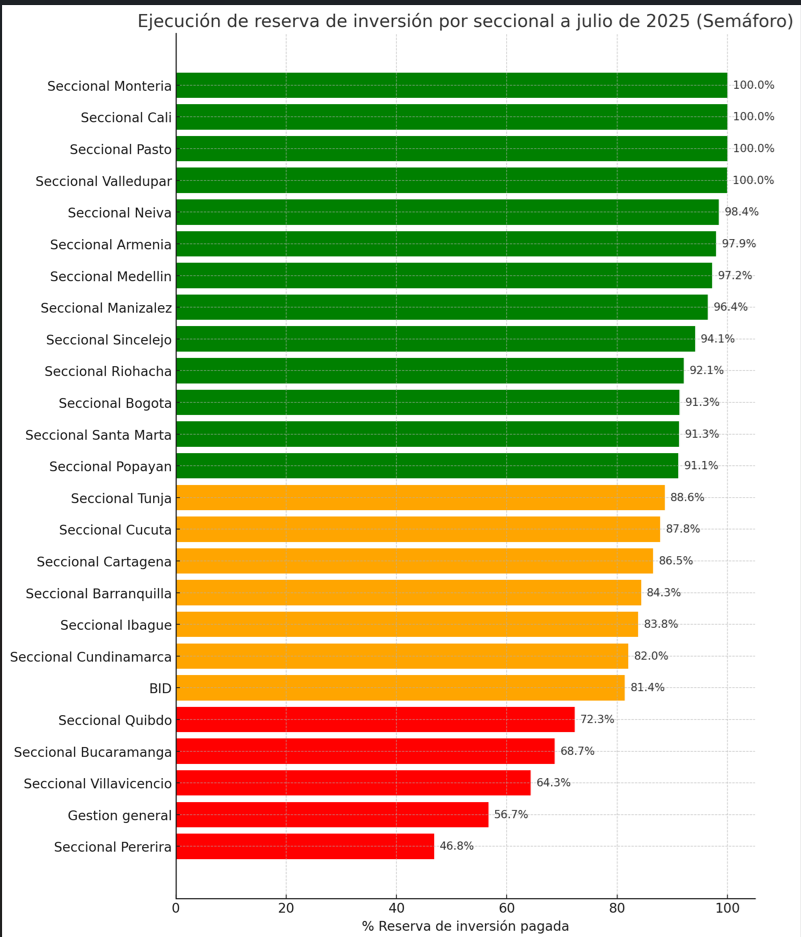 Ejecución de reserva de inversión por seccional a julio de 2025 (Semáforo)
Seccional Monteria 100.0%
Seccional Cali 100.0%
Seccional Pasto 100.0%
Seccional Valledupar 100.0%
Seccional Neiva 98.4%
Seccional Armenia 97.9%
Seccional Medellin 97.2%
Seccional Manizalez 96.4%
Seccional Sincelejo 94.1%
Seccional Riohacha 92.1%
Seccional Bogota 91.3%
Seccional Santa Marta 91.3%
Seccional Popayan 91.1%
Seccional Tunja 88.6%
Seccional Cucuta 87.8%
Seccional Cartagena 86.5%
Seccional Barranquilla 84.3%
Seccional Ibague 83.8%
Seccional Cundinamarca 82.0%
BID 81.4%
Seccional Quibdo 72.3%
Seccional Bucaramanga 68.7%
Seccional Villavicencio 64.3%
Gestion general 56.7%
Seccional Pererira 46.8%
0 20 40 60 80 100
% Reserva de inversión pagada